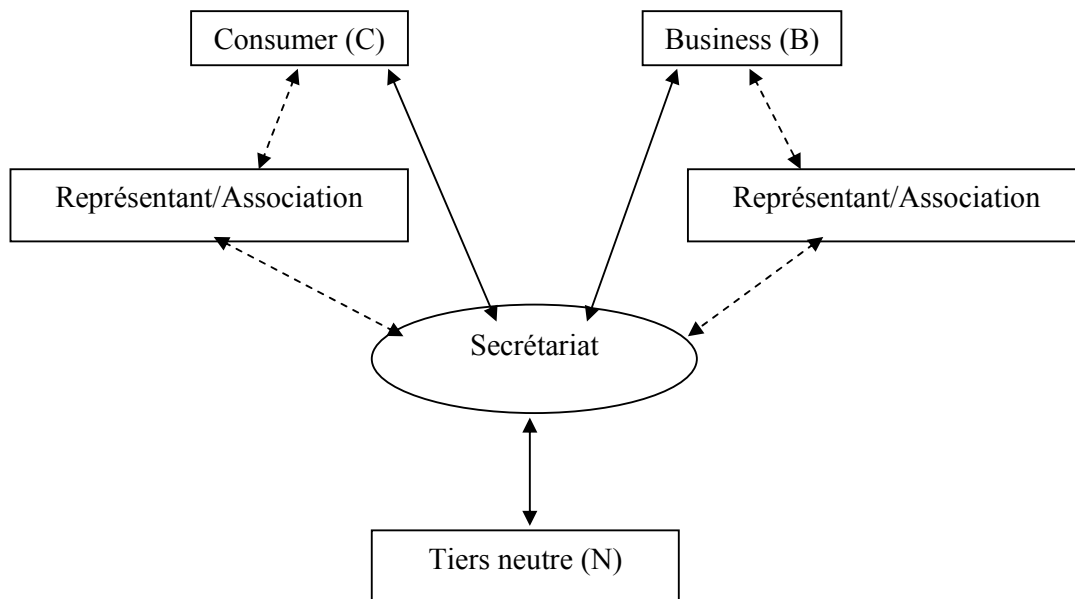 Consumer (C)
Business (B)
Représentant/Association
Représentant/Association
Secrétariat
Tiers neutre (N)